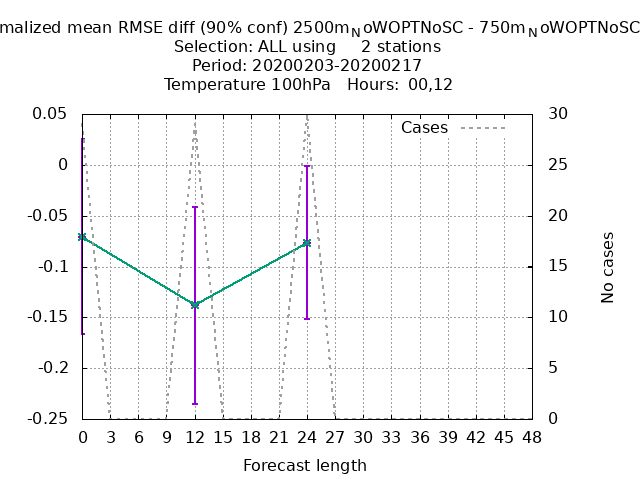 malized mean RMSE diff (90% conf) 2500mNoWOPTNoSC - 750mNoWOPTNoSC
Selection: ALL using 2 stations
Period: 20200203-20200217
Temperature 100hPa Hours: 00,12
Cases
0.05
0
-0.05
-0.1
-0.15
-0.2
-0.25
30
25
20
15
10
5
0
No cases
0 3 6 9 12 15 18 21 24 27 30 33 36 39 42 45 48
Forecast length